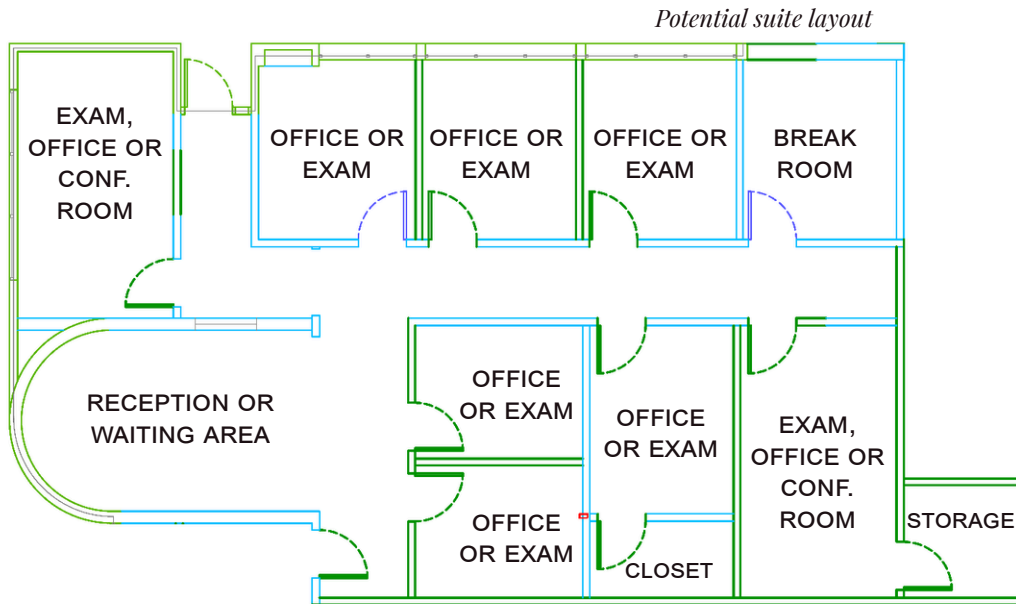 Potential suite layout
EXAM,
OFFICE OR
CONF.
ROOM
OFFICE OR
EXAM
OFFICE OR
EXAM
OFFICE OR
EXAM
BREAK
ROOM
RECEPTION OR
WAITING AREA
OFFICE
OR EXAM
OFFICE
OR EXAM
OFFICE
OR EXAM
CLOSET
EXAM,
OFFICE OR
CONF.
ROOM
STORAGE